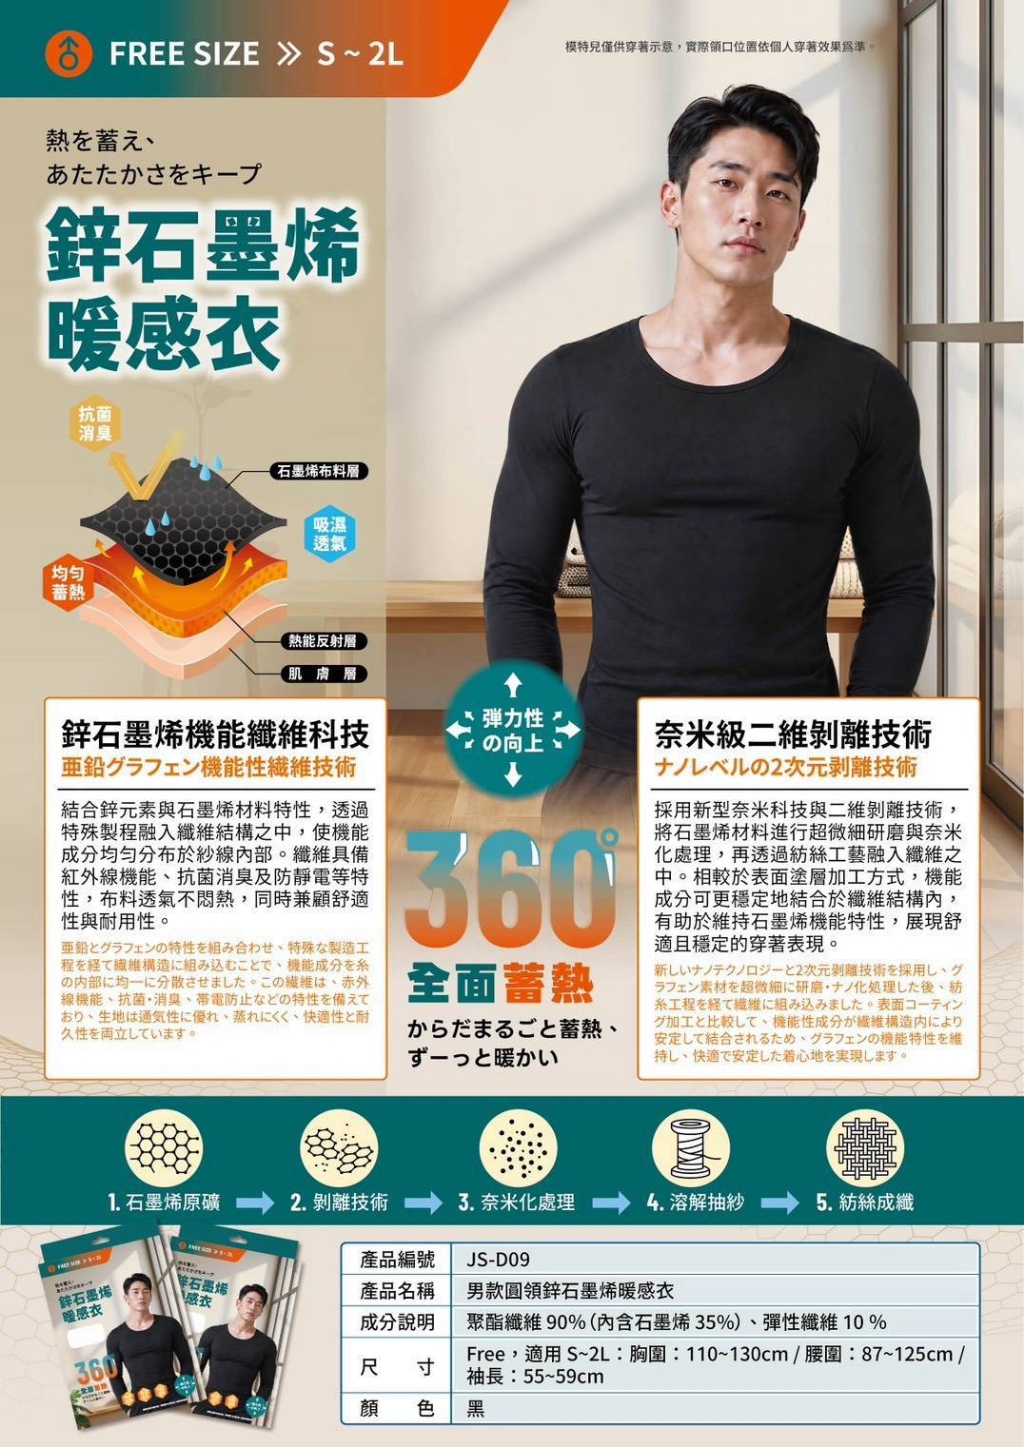 FREE SIZE >> S ~ 2L
模特兒僅供穿著示意，實際領口位置依個人穿著效果為準。
熱を蓄え、
あたたかさをキープ
鋅石墨烯
暖感衣
抗菌
消臭
石墨烯布料層
吸濕
透氣
均勻
蓄熱
熱能反射層
肌膚層
鋅石墨烯機能纖維科技
亜鉛グラフェン機能性繊維技術
結合鋅元素與石墨烯材料特性，透過
特殊製程融入纖維結構之中，使機能
成分均勻分布於紗線內部。纖維具備
紅外線機能、抗菌消臭及防靜電等特
性，布料透氣不悶熱，同時兼顧舒適
性與耐用性。
亜鉛とグラフェンの特性を組み合わせ、特殊な製造工
程を経て繊維構造に組み込むことで、機能成分を糸
の内部に均一に分散させました。この繊維は、赤外
線機能、抗菌・消臭、帯電防止などの特性を備えて
おり、生地は通気性に優れ、蒸れにくく、快適性と耐
久性を両立しています。
弾力性
の向上
360°
全面蓄熱
からだまるごと蓄熱、
ずーっと暖かい
奈米級二維剝離技術
ナノレベルの2次元剥離技術
採用新型奈米科技與二維剝離技術，
將石墨烯材料進行超微細研磨與奈米
化處理，再透過紡絲工藝融入纖維之
中。相較於表面塗層加工方式，機能
成分可更穩定地結合於纖維結構內，
有助於維持石墨烯機能特性，展現舒
適且穩定的穿著表現。
新しいナノテクノロジーと2次元剥離技術を採用し、グ
ラフェン素材を超微細に研磨・ナノ化処理した後、紡
糸工程を経て繊維に組み込みました。表面コーティン
グ加工と比較して、機能性成分が繊維構造内により
安定して結合されるため、グラフェンの機能特性を維
持し、快適で安定した着心地を実現します。
1. 石墨烯原礦
2. 剝離技術
3. 奈米化處理
4. 溶解抽紗
5. 紡絲成纖
FREE SIZE >> S ~ 2L
鋅石墨烯
暖感衣
360
全面蓄熱
FREE SIZE >> S ~ 2L
鋅石墨烯
暖感衣
產品編號 JS-D09
產品名稱 男款圓領鋅石墨烯暖感衣
成分說明 聚酯纖維 90%（內含石墨烯 35%）、彈性纖維 10 %
尺寸 Free，適用 S~2L：胸圍：110~130cm / 腰圍：87~125cm /
袖長：55~59cm
顏色 黑